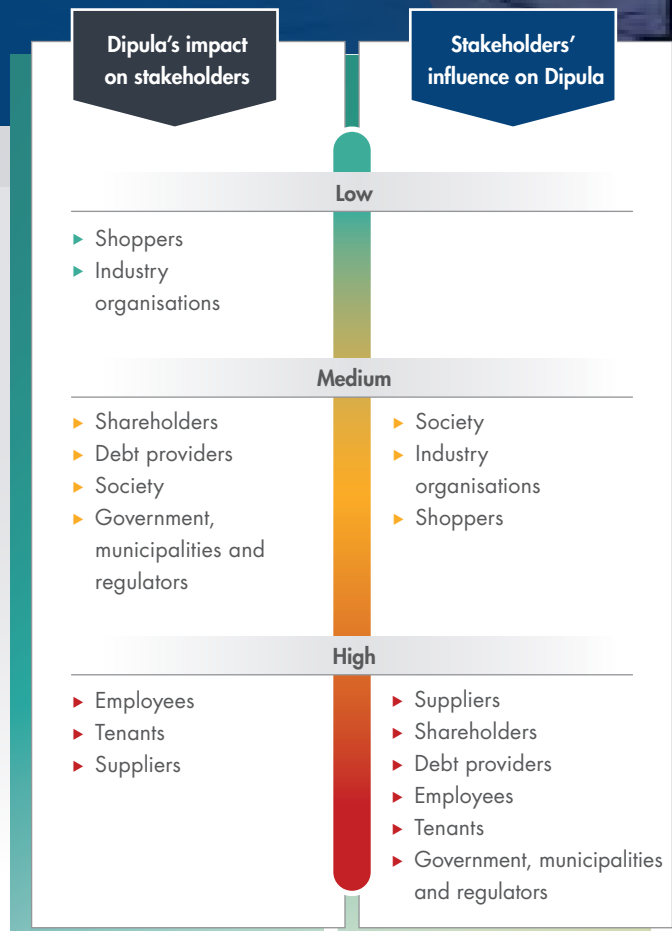 Dipula's impact
on stakeholders
Stakeholders'
influence on Dipula
Low
Shoppers
Industry
organisations
Medium
Shareholders
Debt providers
Society
Government,
municipalities and
regulators
Society
Industry
organisations
Shoppers
High
Employees
Tenants
Suppliers
Suppliers
Shareholders
Debt providers
Employees
Tenants
Government, municipalities
and regulators